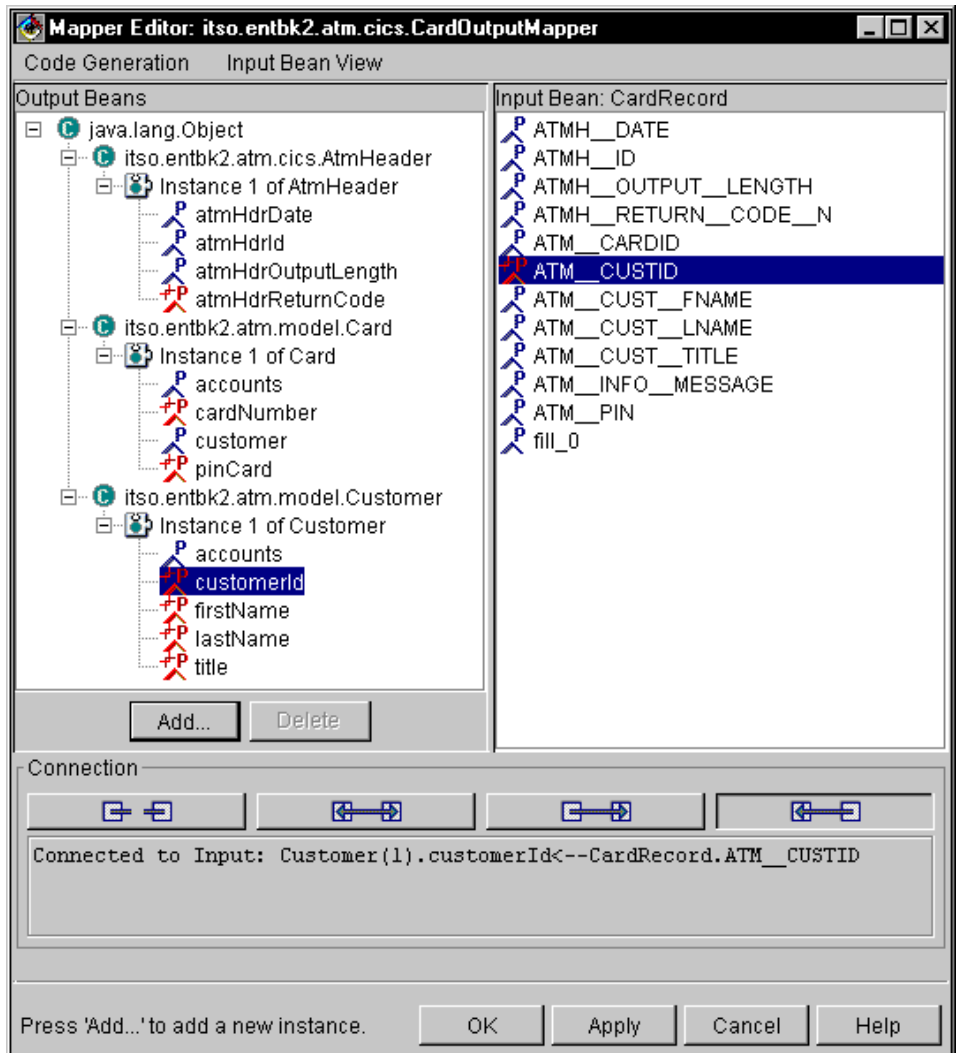 Mapper Editor: itso.entbk2.atm.cics.CardOutputMapper
Code Generation Input Bean View
Output Beans
java.lang.Object
itso.entbk2.atm.cics.AtmHeader
Instance 1 of AtmHeader
atmHdrDate
atmHdrId
atmHdrOutputLength
atmHdrReturnCode
itso.entbk2.atm.model.Card
Instance 1 of Card
accounts
cardNumber
customer
pinCard
itso.entbk2.atm.model.Customer
Instance 1 of Customer
accounts
customerId
firstName
lastName
title
Add... Delete
Input Bean: CardRecord
ATMH__DATE
ATMH__ID
ATMH__OUTPUT__LENGTH
ATMH__RETURN__CODE__N
ATM__CARDID
ATM__CUSTID
ATM__CUST__FNAME
ATM__CUST__LNAME
ATM__CUST__TITLE
ATM__INFO__MESSAGE
ATM__PIN
fill_0
Connection
Connected to Input: Customer(1).customerId<--CardRecord.ATM__CUSTID
Press 'Add...' to add a new instance. OK Apply Cancel Help